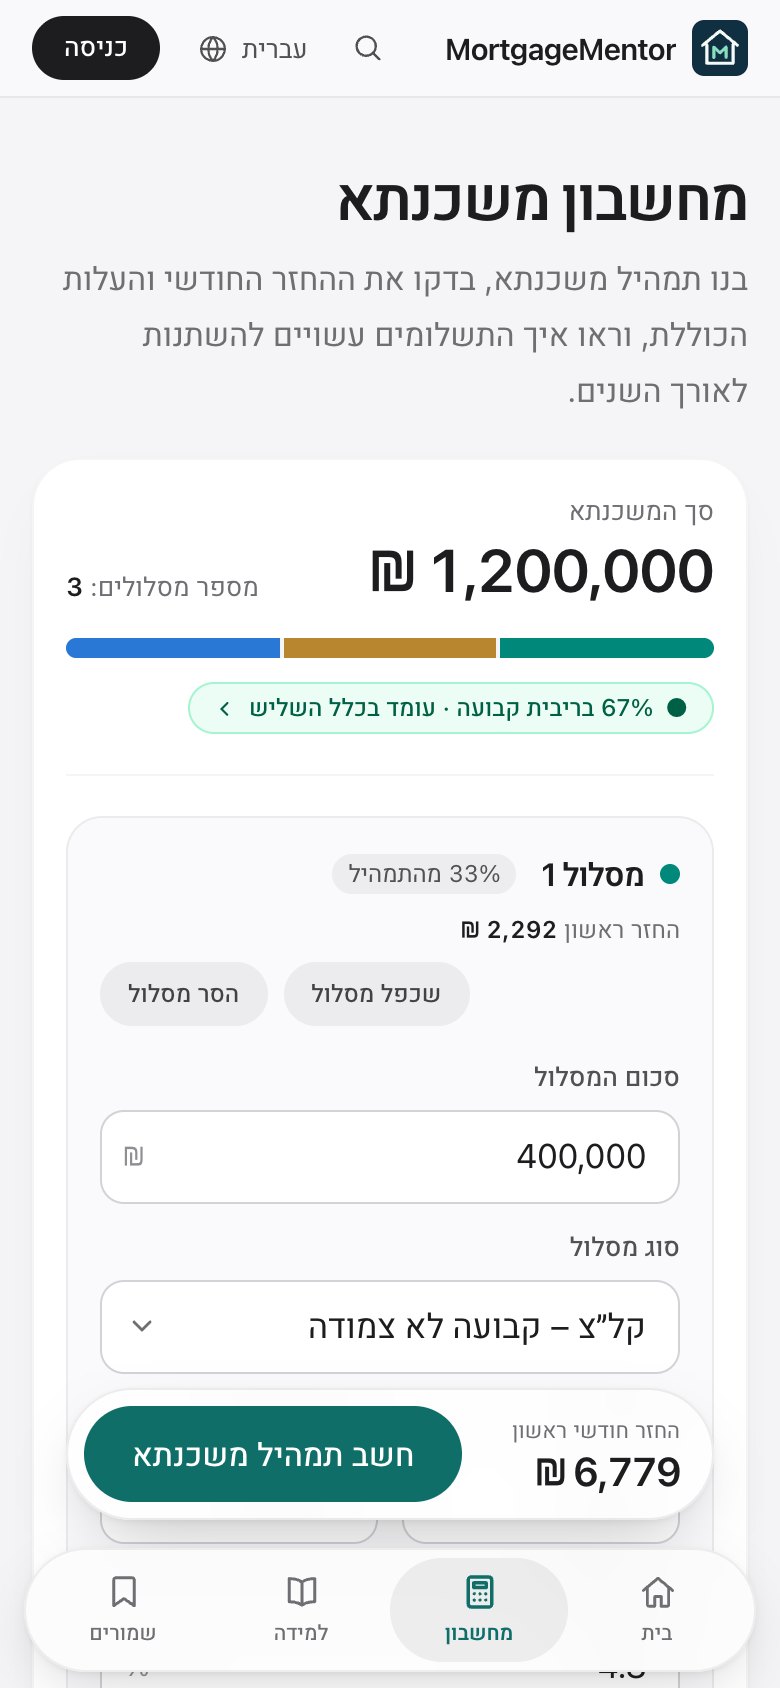 MortgageMentor
עברית
כניסה
מחשבון משכנתא
בנו תמהיל משכנתא, בדקו את ההחזר החודשי והעלות
הכוללת, וראו איך התשלומים עשויים להשתנות
לאורך השנים.
סך המשכנתא
1,200,000 ₪
מספר מסלולים: 3
67% בריבית קבועה · עומד בכלל השליש
מסלול 1
33% מהתמהיל
החזר ראשון 2,292 ₪
שכפל מסלול
הסר מסלול
סכום המסלול
400,000
₪
סוג מסלול
קל״צ – קבועה לא צמודה
החזר חודשי ראשון
6,779 ₪
חשב תמהיל משכנתא
בית
מחשבון
למידה
שמורים